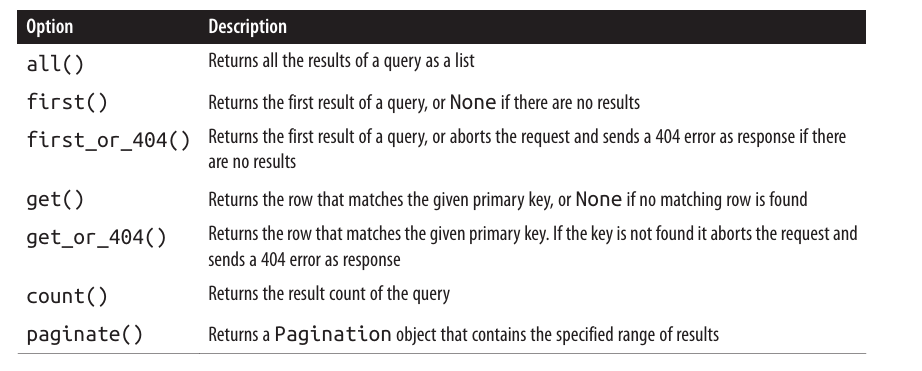 Option Description
all() Returns all the results of a query as a list
first() Returns the first result of a query, or None if there are no results
first_or_404() Returns the first result of a query, or aborts the request and sends a 404 error as response if there
are no results
get() Returns the row that matches the given primary key, or None if no matching row is found
get_or_404() Returns the row that matches the given primary key. If the key is not found it aborts the request and
sends a 404 error as response
count() Returns the result count of the query
paginate() Returns a Pagination object that contains the specified range of results